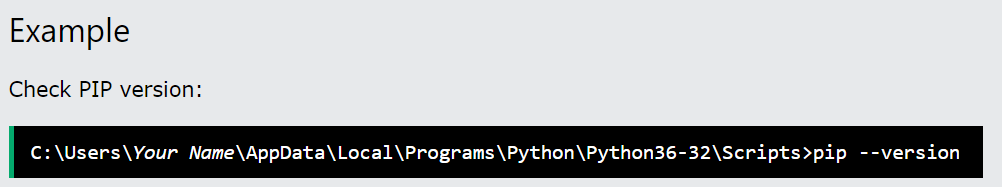 Example
Check PIP version:
C:\Users\Your Name\AppData\Local\Programs\Python\Python36-32\Scripts>pip --version